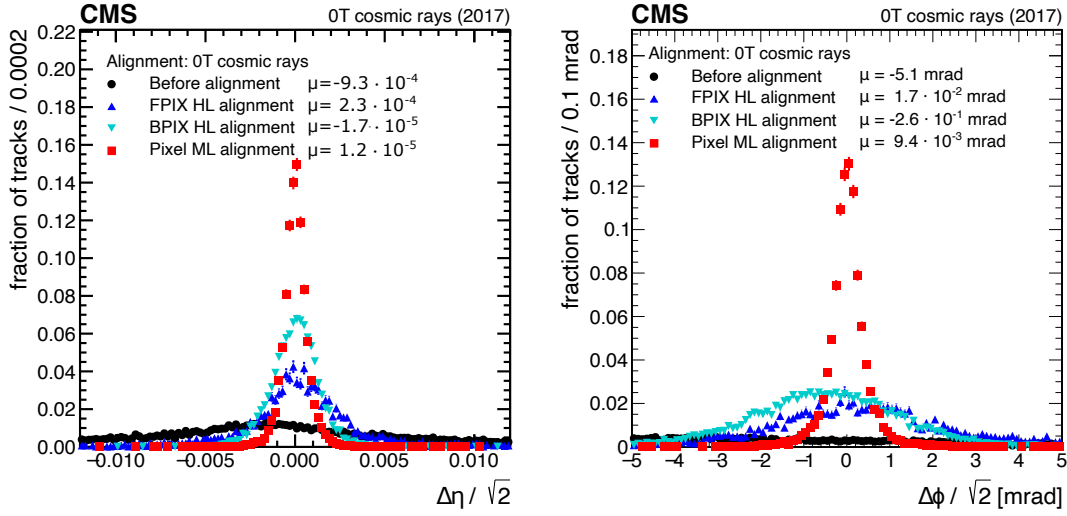 CMS 0T cosmic rays (2017)
Alignment: 0T cosmic rays
Before alignment μ=-9.3 · 10⁻⁴
FPIX HL alignment μ= 2.3 · 10⁻⁴
BPIX HL alignment μ=-1.7 · 10⁻⁵
Pixel ML alignment μ= 1.2 · 10⁻⁵
fraction of tracks / 0.0002
0.22
0.20
0.18
0.16
0.14
0.12
0.10
0.08
0.06
0.04
0.02
0.00
−0.010 −0.005 0.000 0.005 0.010
Δη / √2
CMS 0T cosmic rays (2017)
Alignment: 0T cosmic rays
Before alignment μ = -5.1 mrad
FPIX HL alignment μ = 1.7 · 10⁻² mrad
BPIX HL alignment μ = -2.6 · 10⁻¹ mrad
Pixel ML alignment μ = 9.4 · 10⁻³ mrad
fraction of tracks / 0.1 mrad
0.18
0.16
0.14
0.12
0.1
0.08
0.06
0.04
0.02
0
−5 −4 −3 −2 −1 0 1 2 3 4 5
Δϕ / √2 [mrad]